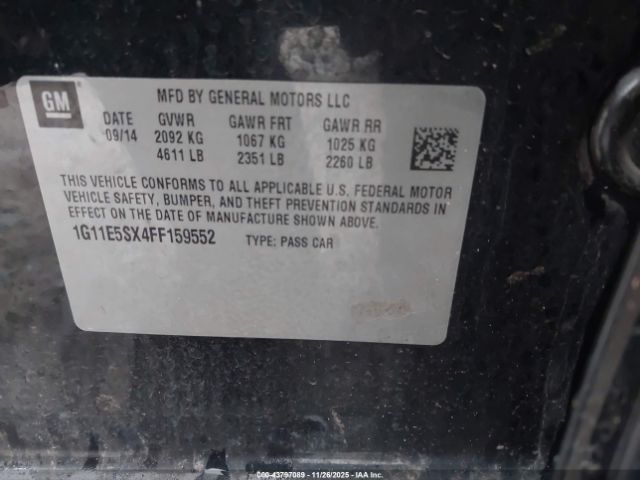 GM
MFD BY GENERAL MOTORS LLC
DATE GVWR GAWR FRT GAWR RR
09/14 2092 KG 1067 KG 1025 KG
4611 LB 2351 LB 2260 LB
THIS VEHICLE CONFORMS TO ALL APPLICABLE U.S. FEDERAL MOTOR
VEHICLE SAFETY, BUMPER, AND THEFT PREVENTION STANDARDS IN
EFFECT ON THE DATE OF MANUFACTURE SHOWN ABOVE.
1G11E5SX4FF159552 TYPE: PASS CAR
000-43797089 - 11/26/2025 - IAAI.COM